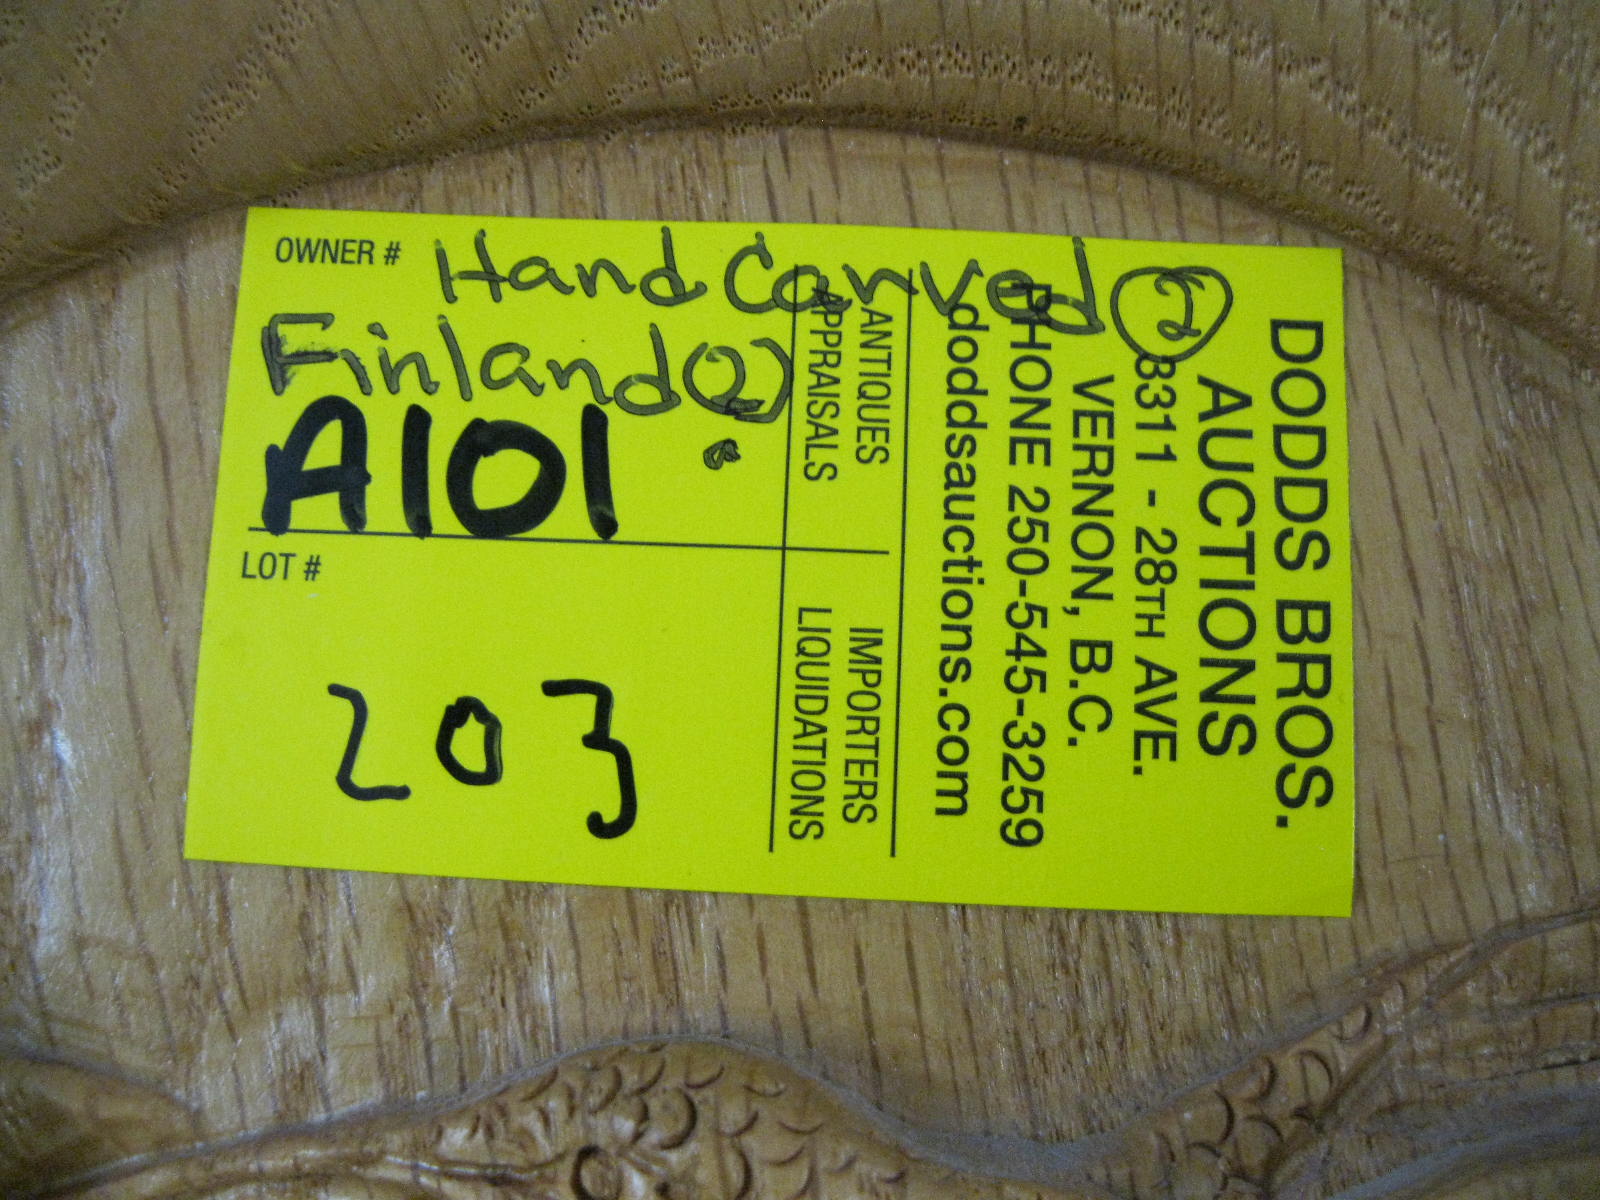 OWNER #
Hand Carved
Finland (2)
A101
LOT #
203
ANTIQUES
APPRAISALS
IMPORTERS
LIQUIDATIONS
DODDS BROS.
AUCTIONS
3311 - 28TH AVE.
VERNON, B.C.
PHONE 250-545-3259
doddsauctions.com